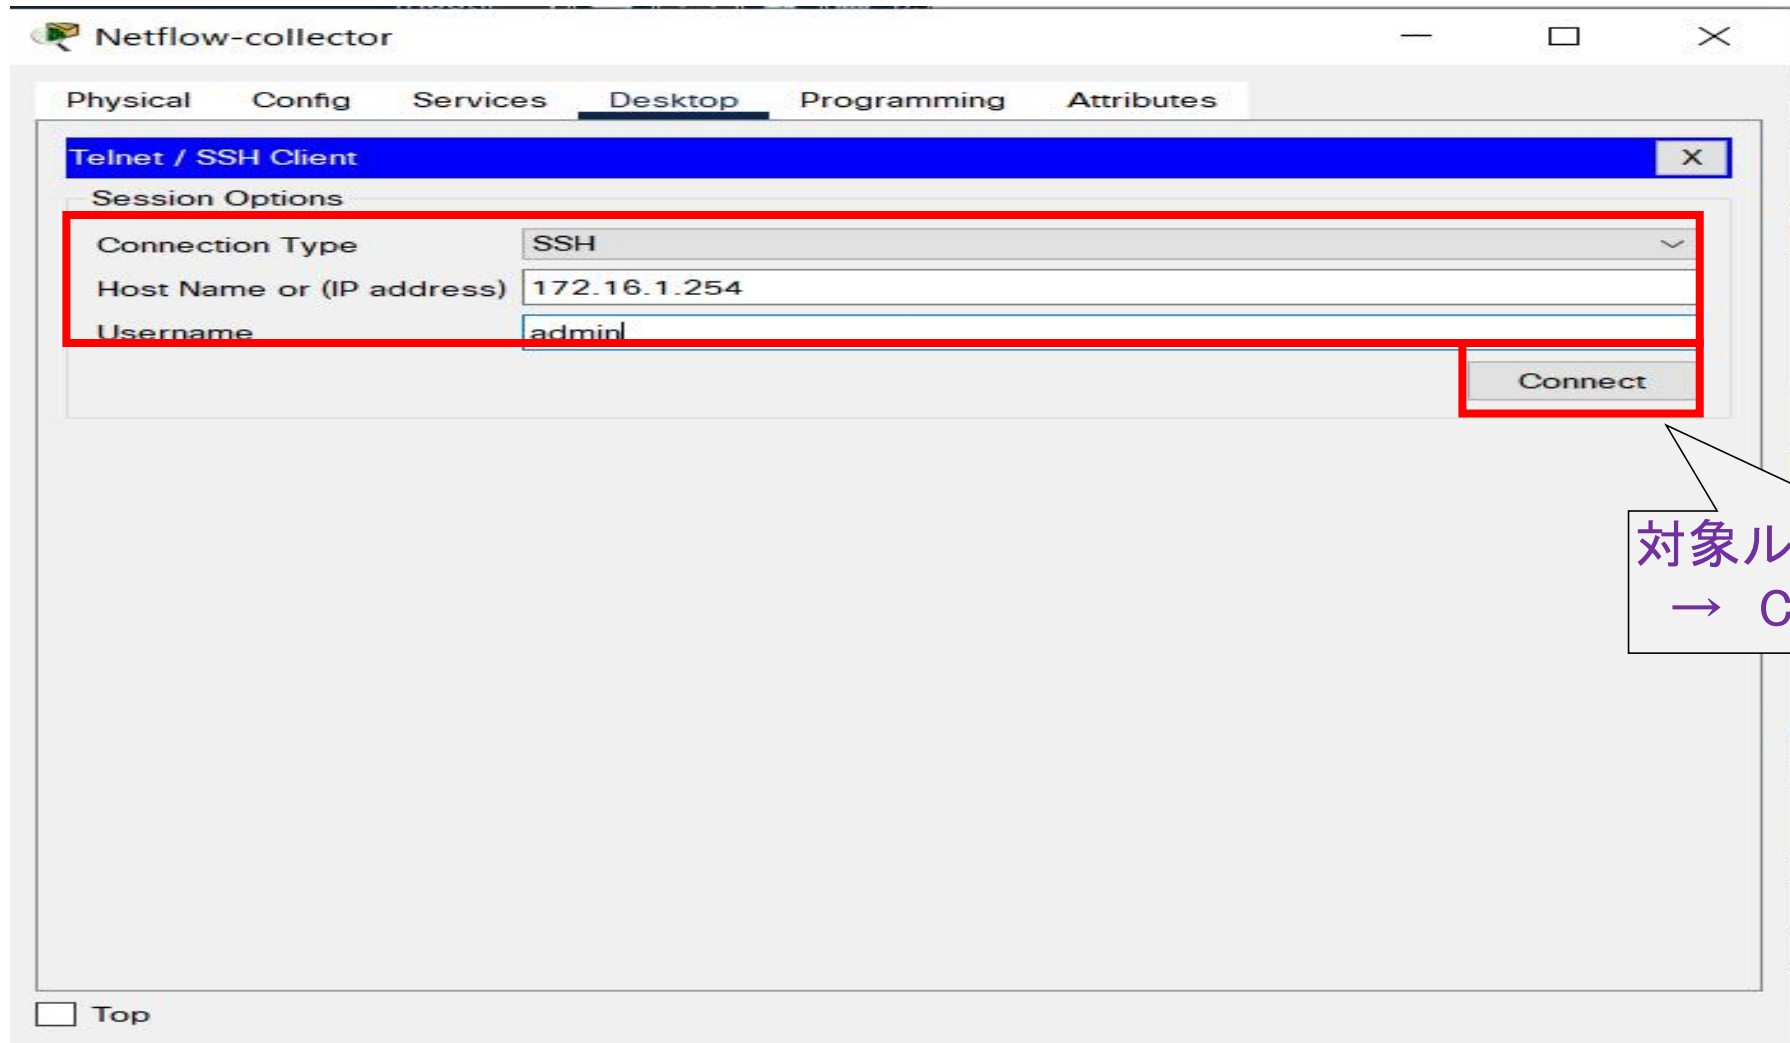 Netflow-collector
Physical Config Services Desktop Programming Attributes
Telnet / SSH Client X
Session Options
Connection Type SSH
Host Name or (IP address) 172.16.1.254
Username admin
Connect
対象ル
→ C
Top